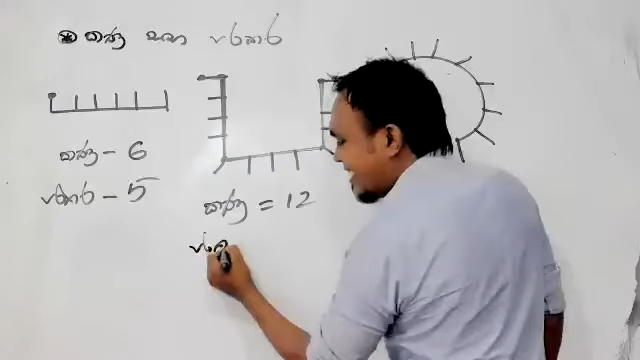 කණු සහ පරතර
කණු - 6
පරතර - 5
කණු = 12